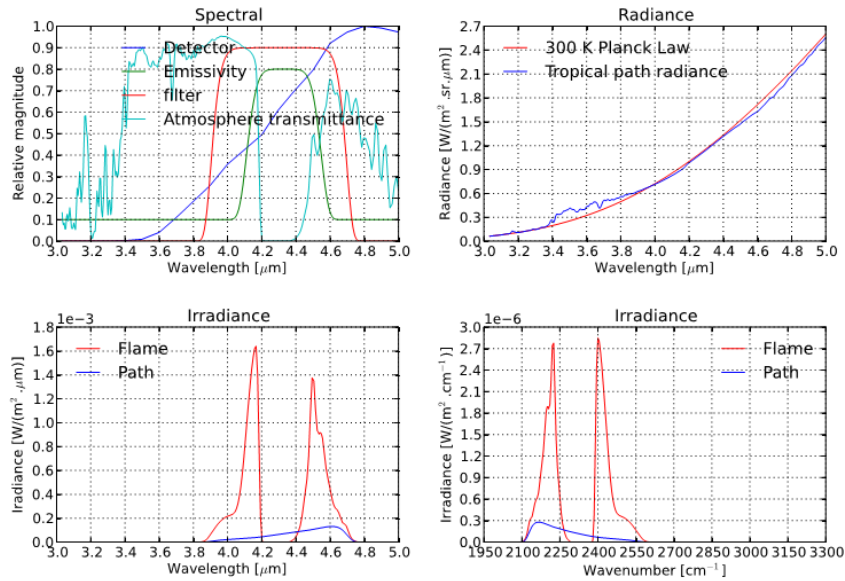 Spectral
Relative magnitude
1.0
0.9
0.8
0.7
0.6
0.5
0.4
0.3
0.2
0.1
0.0
Detector
Emissivity
filter
Atmosphere transmittance
3.0 3.2 3.4 3.6 3.8 4.0 4.2 4.4 4.6 4.8 5.0
Wavelength [μm]
Radiance
Radiance [W/(m² .sr.μm)]
2.7
2.4
2.1
1.8
1.5
1.2
0.9
0.6
0.3
0.0
300 K Planck Law
Tropical path radiance
3.0 3.2 3.4 3.6 3.8 4.0 4.2 4.4 4.6 4.8 5.0
Wavelength [μm]
Irradiance
1e−3
Irradiance [W/(m² .μm)]
1.8
1.6
1.4
1.2
1.0
0.8
0.6
0.4
0.2
0.0
Flame
Path
3.0 3.2 3.4 3.6 3.8 4.0 4.2 4.4 4.6 4.8 5.0
Wavelength [μm]
Irradiance
1e−6
Irradiance [W/(m² .cm⁻¹)]
3.0
2.7
2.4
2.1
1.8
1.5
1.2
0.9
0.6
0.3
0.0
Flame
Path
1950 2100 2250 2400 2550 2700 2850 3000 3150 3300
Wavenumber [cm⁻¹]